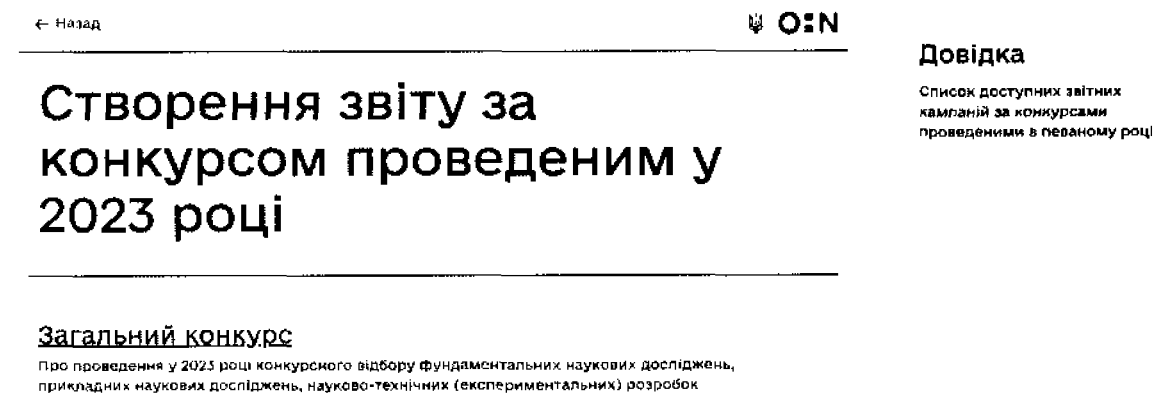 ← Назад
O:N
Створення звіту за
конкурсом проведеним у
2023 році
Загальний конкурс
Про проведення у 2023 році конкурсного відбору фундаментальних наукових досліджень,
прикладних наукових досліджень, науково-технічних (експериментальних) розробок
Довідка
Список доступних звітних
кампаній за конкурсами
проведеними в певаному році